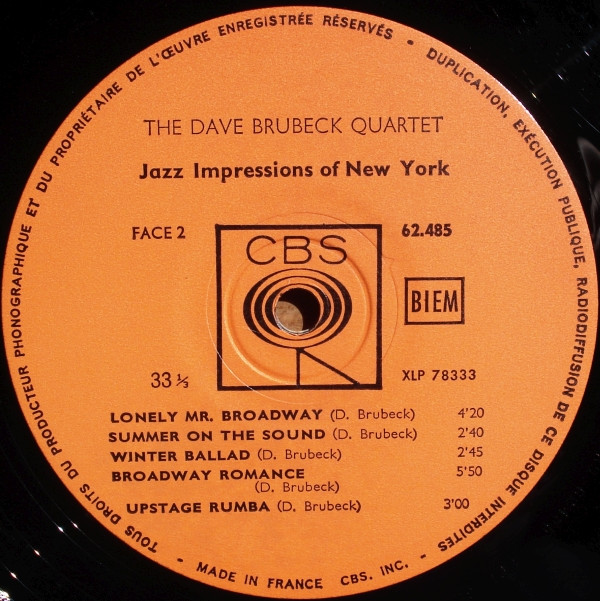 TOUS DROITS DU PRODUCTEUR PHONOGRAPHIQUE ET DU PROPRIÉTAIRE DE L'ŒUVRE ENREGISTRÉE RÉSERVÉS - DUPLICATION, EXÉCUTION PUBLIQUE, RADIODIFFUSION DE CE DISQUE INTERDITES
THE DAVE BRUBECK QUARTET
Jazz Impressions of New York
FACE 2
CBS
62.485
BIEM
33 ⅓
XLP 78333
LONELY MR. BROADWAY (D. Brubeck) 4'20
SUMMER ON THE SOUND (D. Brubeck) 2'40
WINTER BALLAD (D. Brubeck) 2'45
BROADWAY ROMANCE 5'50
(D. Brubeck)
UPSTAGE RUMBA (D. Brubeck) 3'00
- MADE IN FRANCE CBS. INC. -